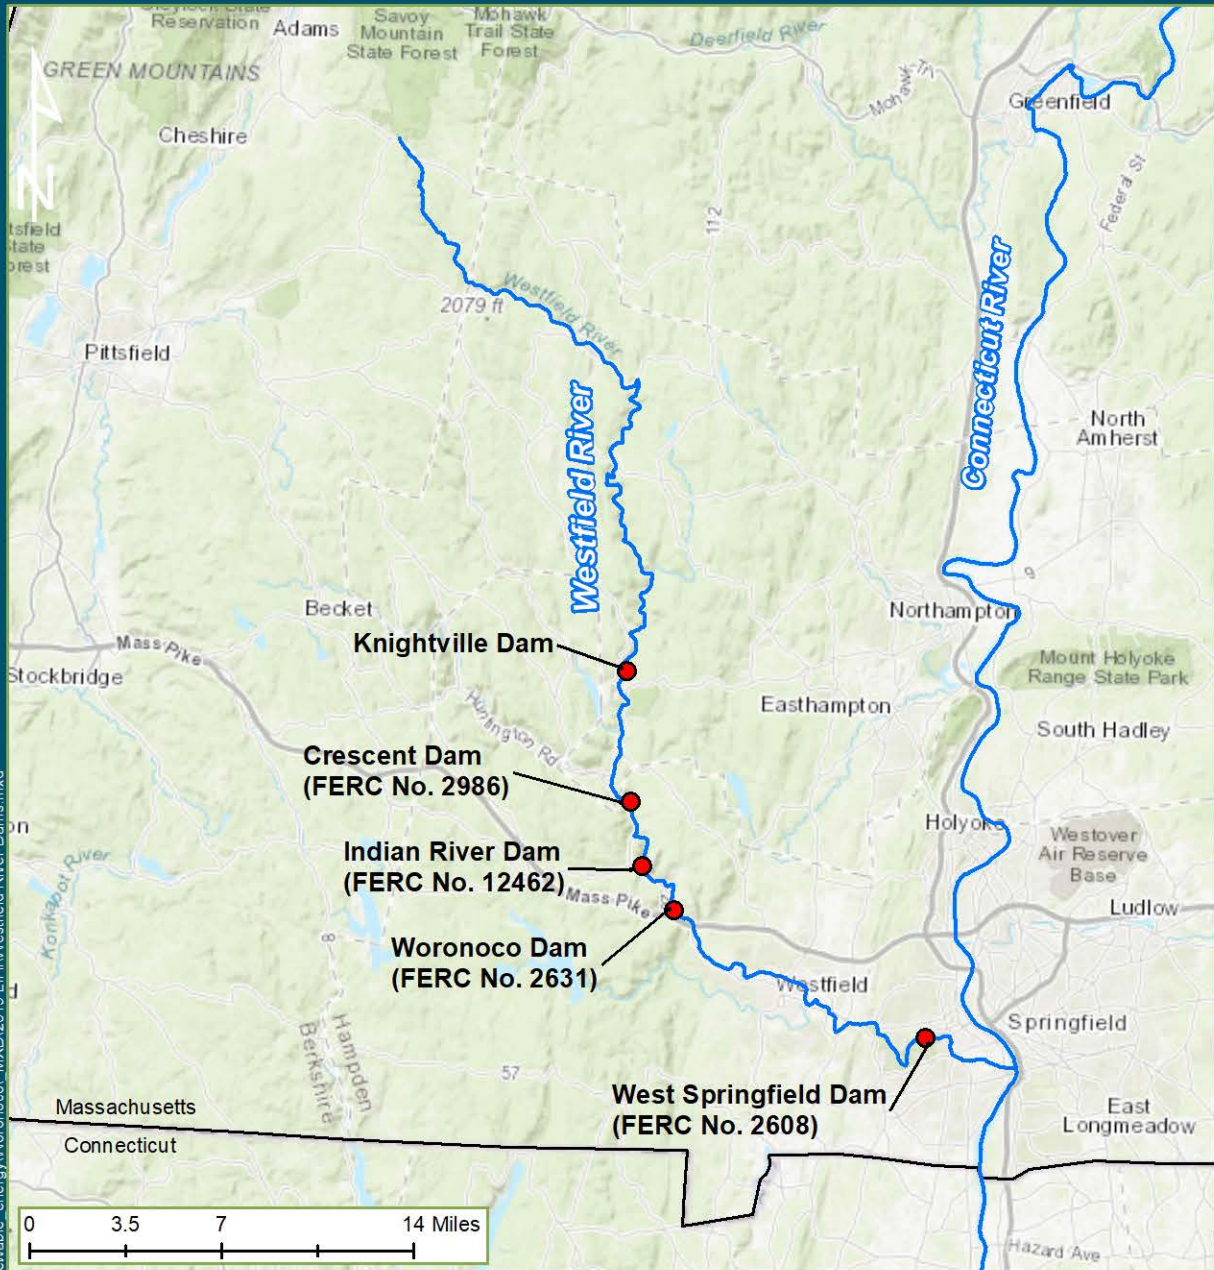 Reservation
Adams
Savoy
Mountain
State Forest
Mohawk
Trail State
Forest
Deerfield River
GREEN MOUNTAINS
Mohawk Trl
Greenfield
Cheshire
N
Federal St
112
State
Westfield River
2079 ft
Connecticut River
Pittsfield
Westfield River
North
Amherst
9
Becket
Northampton
Knightville Dam
Mass Pike
Stockbridge
Mount Holyoke
Range State Park
Easthampton
Huntington Rd
South Hadley
Crescent Dam
(FERC No. 2986)
Holyoke
Westover
Air Reserve
Base
Indian River Dam
(FERC No. 12462)
Mass Pike
Konkapot River
Ludlow
8
Woronoco Dam
(FERC No. 2631)
Westfield
Springfield
Hampden
Berkshire
57
West Springfield Dam
(FERC No. 2608)
Massachusetts
Connecticut
East
Longmeadow
0 3.5 7 14 Miles
Hazard Ave